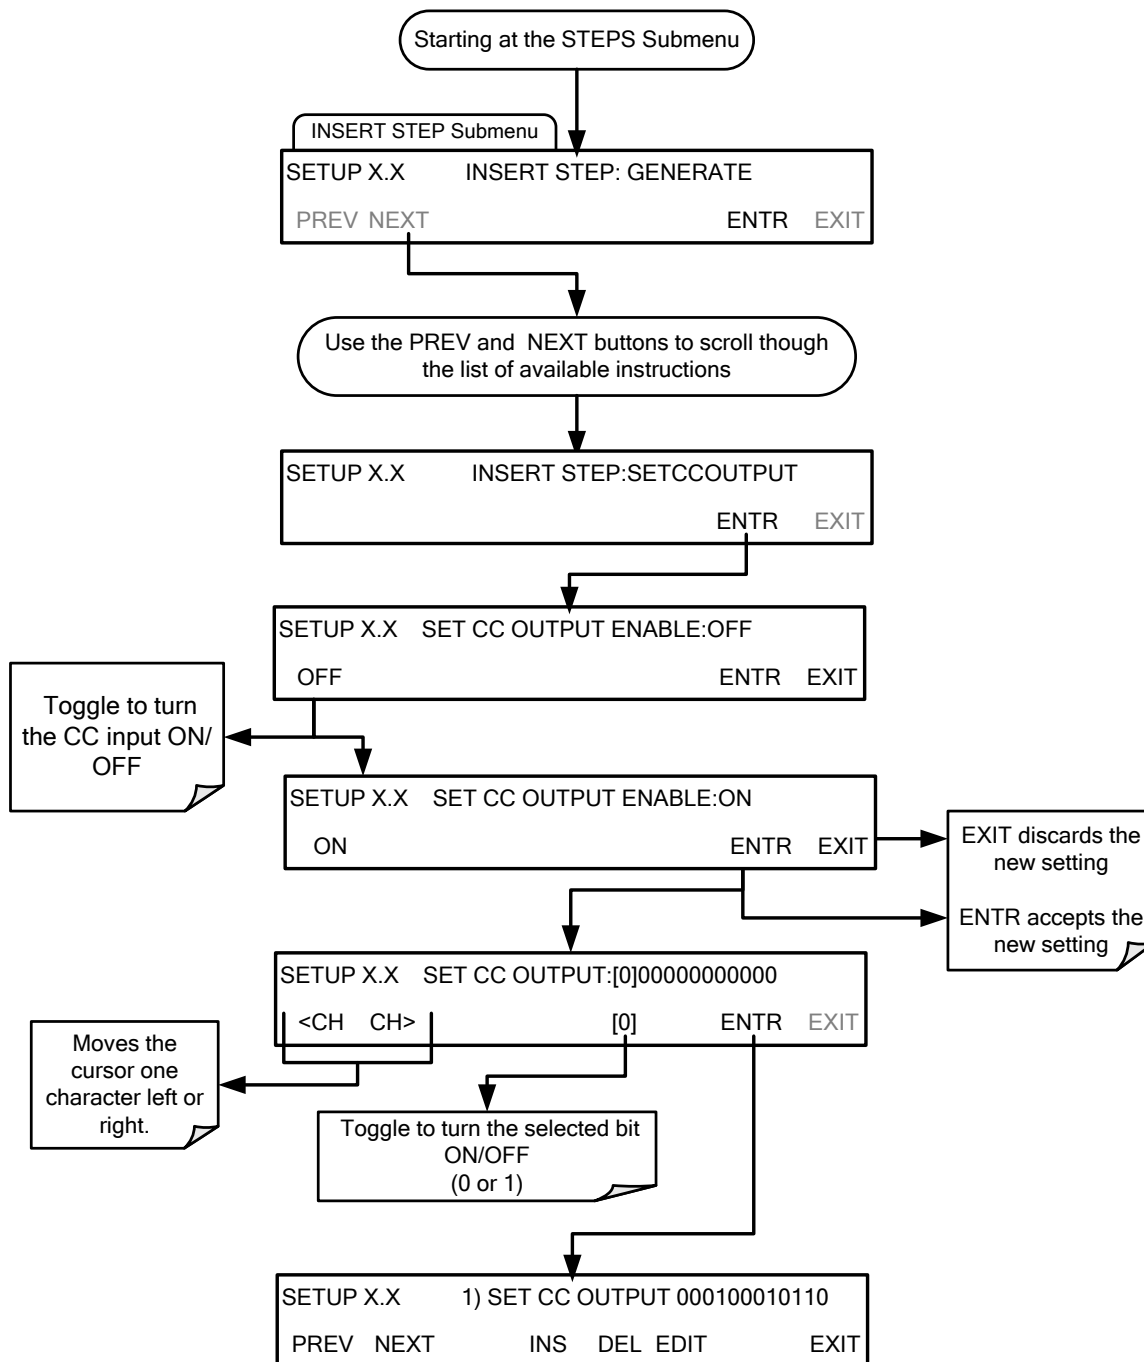 Starting at the STEPS Submenu
INSERT STEP Submenu
SETUP X.X INSERT STEP: GENERATE
PREV NEXT ENTR EXIT
Use the PREV and NEXT buttons to scroll though
the list of available instructions
SETUP X.X INSERT STEP:SETCCOUTPUT
ENTR EXIT
SETUP X.X SET CC OUTPUT ENABLE:OFF
OFF ENTR EXIT
Toggle to turn
the CC input ON/
OFF
SETUP X.X SET CC OUTPUT ENABLE:ON
ON ENTR EXIT
EXIT discards the
new setting
ENTR accepts the
new setting
SETUP X.X SET CC OUTPUT:[0]00000000000
<CH CH> [0] ENTR EXIT
Moves the
cursor one
character left or
right.
Toggle to turn the selected bit
ON/OFF
(0 or 1)
SETUP X.X 1) SET CC OUTPUT 000100010110
PREV NEXT INS DEL EDIT EXIT